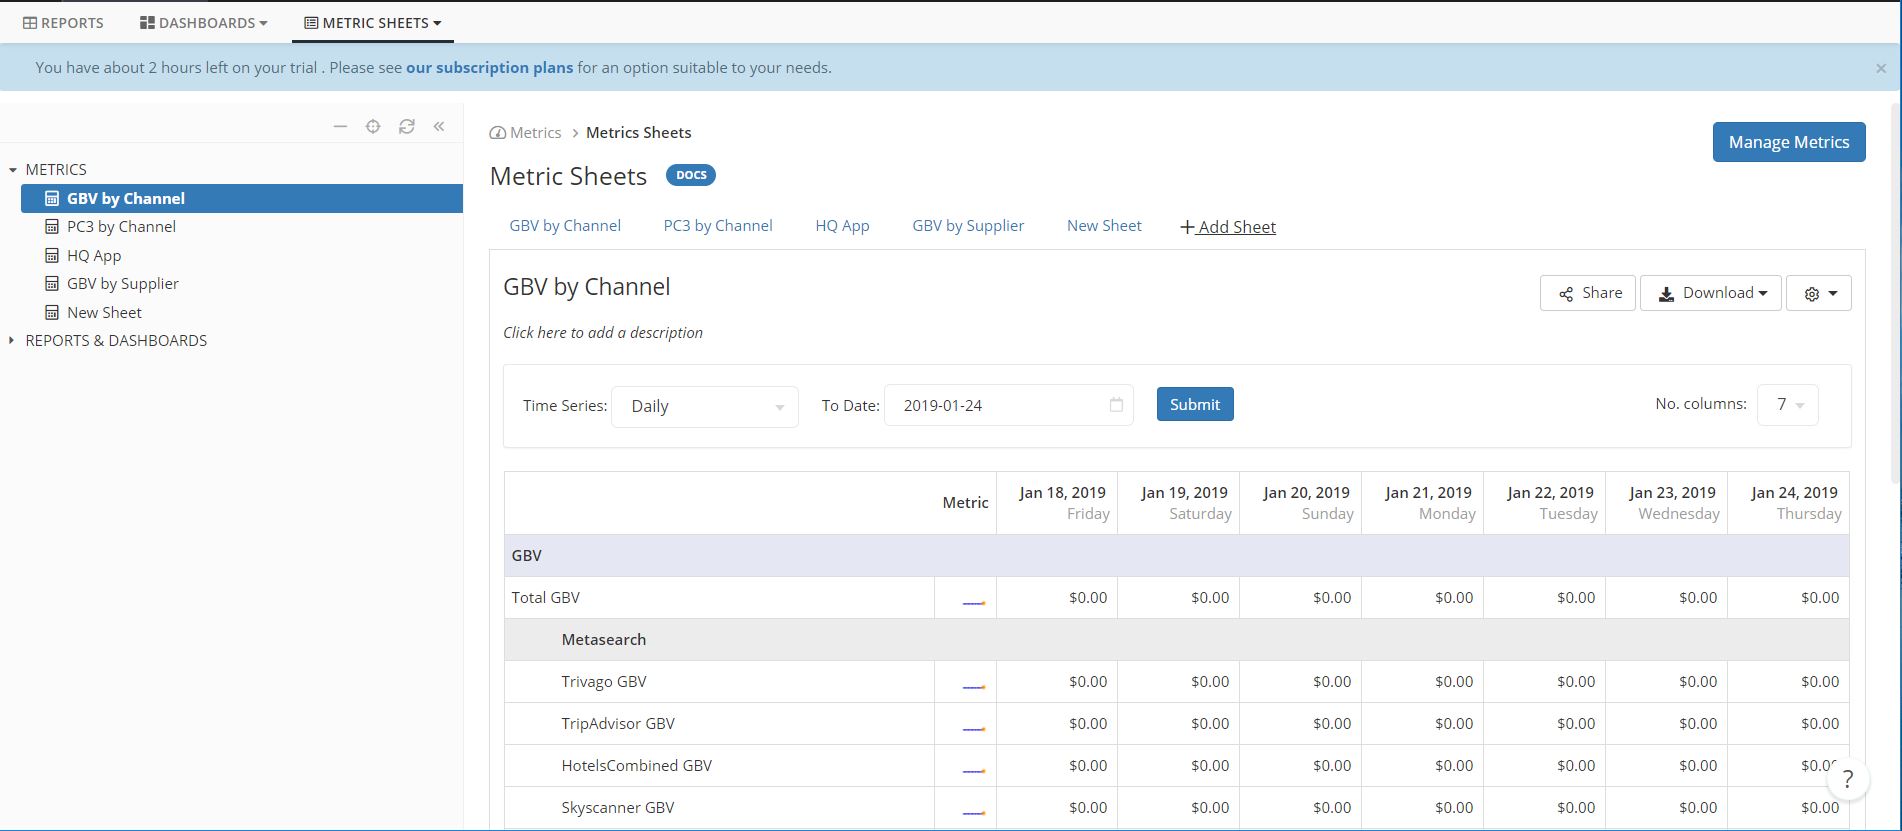 REPORTS DASHBOARDS METRIC SHEETS
You have about 2 hours left on your trial . Please see our subscription plans for an option suitable to your needs.
METRICS
GBV by Channel
PC3 by Channel
HQ App
GBV by Supplier
New Sheet
REPORTS & DASHBOARDS
Metrics > Metrics Sheets
Manage Metrics
Metric Sheets DOCS
GBV by Channel PC3 by Channel HQ App GBV by Supplier New Sheet + Add Sheet
GBV by Channel
Share Download
Click here to add a description
Time Series: Daily To Date: 2019-01-24 Submit No. columns: 7
Metric Jan 18, 2019 Jan 19, 2019 Jan 20, 2019 Jan 21, 2019 Jan 22, 2019 Jan 23, 2019 Jan 24, 2019
Friday Saturday Sunday Monday Tuesday Wednesday Thursday
GBV
Total GBV $0.00 $0.00 $0.00 $0.00 $0.00 $0.00 $0.00
Metasearch
Trivago GBV $0.00 $0.00 $0.00 $0.00 $0.00 $0.00 $0.00
TripAdvisor GBV $0.00 $0.00 $0.00 $0.00 $0.00 $0.00 $0.00
HotelsCombined GBV $0.00 $0.00 $0.00 $0.00 $0.00 $0.00 $0.0
?
Skyscanner GBV $0.00 $0.00 $0.00 $0.00 $0.00 $0.00 $0.00